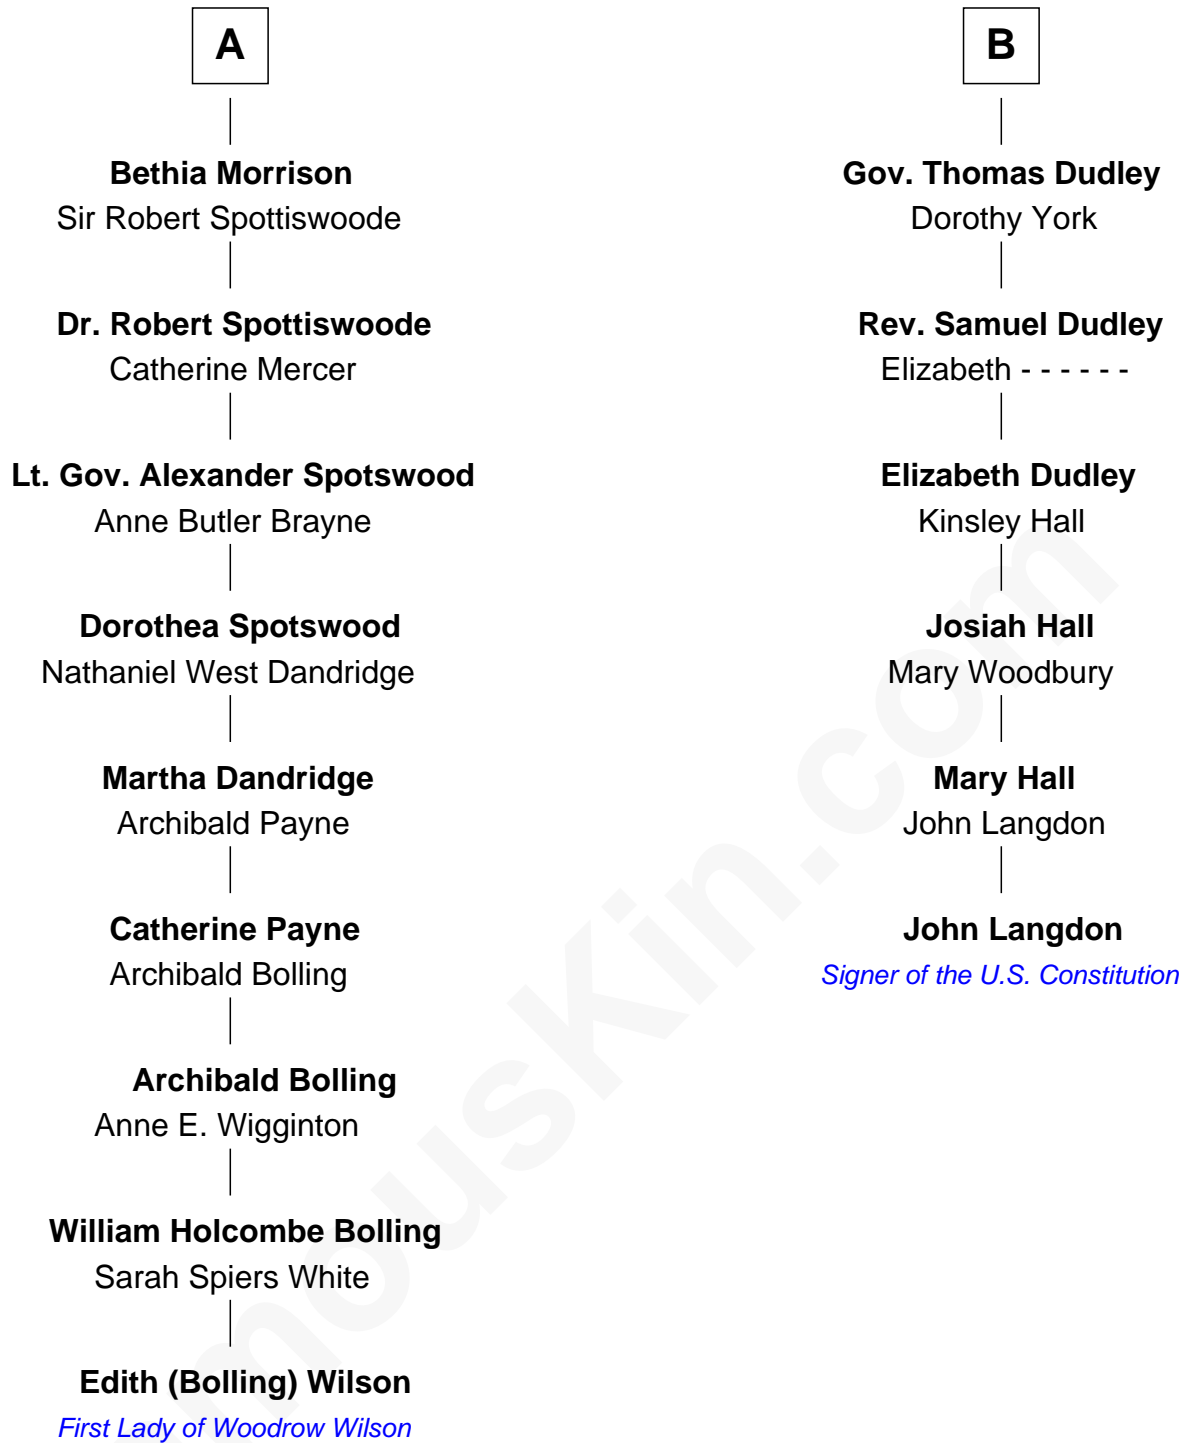 A
Bethia Morrison
Sir Robert Spottiswoode
Dr. Robert Spottiswoode
Catherine Mercer
Lt. Gov. Alexander Spotswood
Anne Butler Brayne
Dorothea Spotswood
Nathaniel West Dandridge
Martha Dandridge
Archibald Payne
Catherine Payne
Archibald Bolling
Archibald Bolling
Anne E. Wigginton
William Holcombe Bolling
Sarah Spiers White
Edith (Bolling) Wilson
First Lady of Woodrow Wilson
B
Gov. Thomas Dudley
Dorothy York
Rev. Samuel Dudley
Elizabeth - - - - - -
Elizabeth Dudley
Kinsley Hall
Josiah Hall
Mary Woodbury
Mary Hall
John Langdon
John Langdon
Signer of the U.S. Constitution
mouskin.com